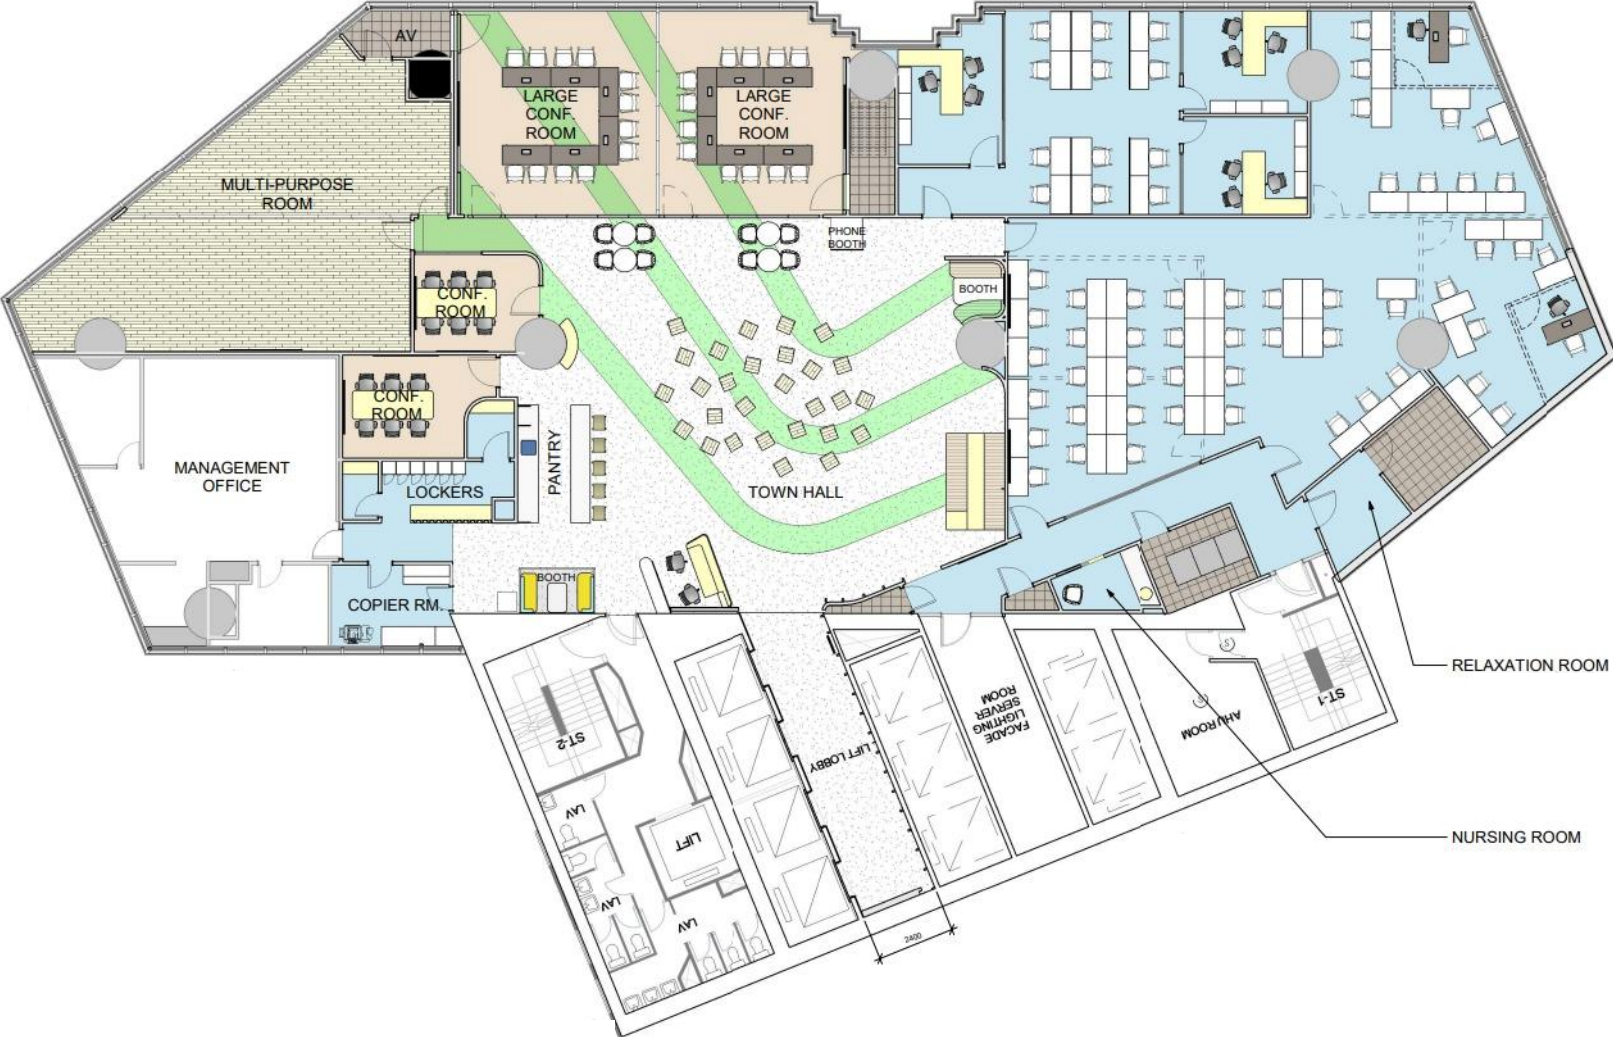 AV
LARGE
CONF.
ROOM
LARGE
CONF.
ROOM
MULTI-PURPOSE
ROOM
PHONE
BOOTH
CONF.
ROOM
BOOTH
CONF.
ROOM
MANAGEMENT
OFFICE
LOCKERS
PANTRY
TOWN HALL
BOOTH
COPIER RM.
RELAXATION ROOM
NURSING ROOM
ST-2
LIFT LOBBY
FACADE
LIGHTING
SERVER
ROOM
AHU ROOM
ST-1
S
S
LAV
LIFT
LAV
LAV
2400